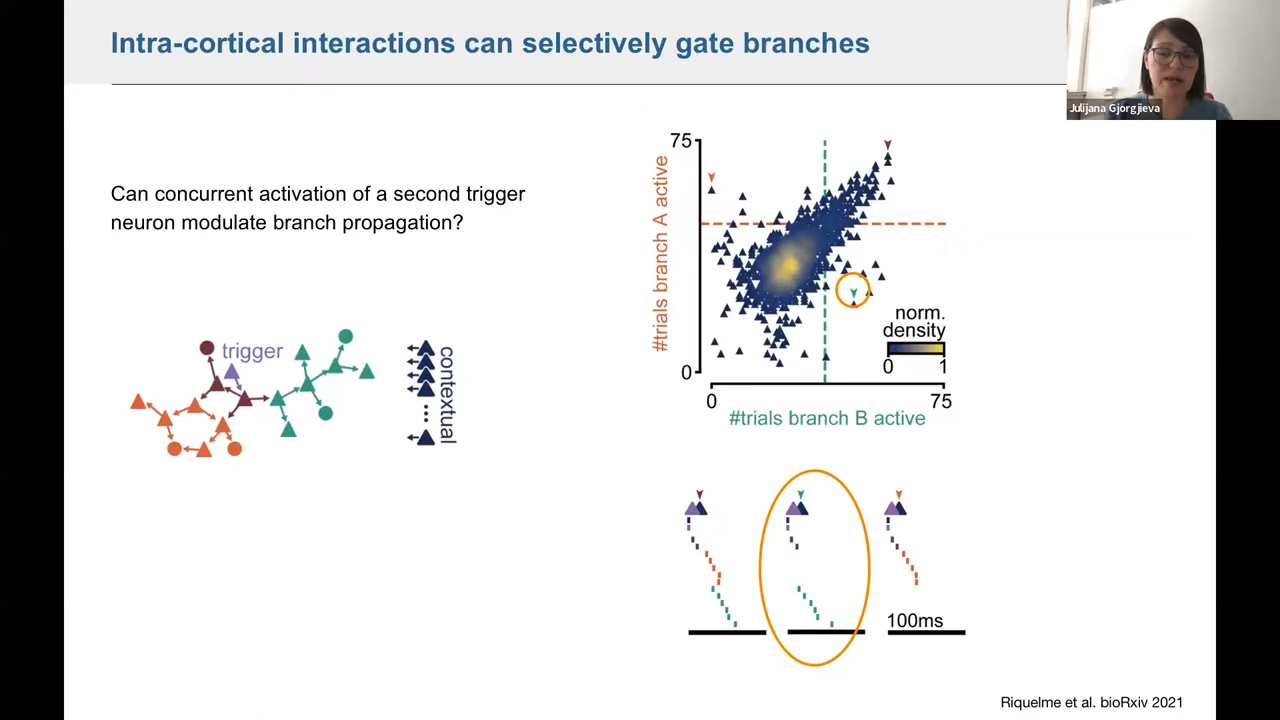 Intra-cortical interactions can selectively gate branches
Julijana Gjorgjieva
Can concurrent activation of a second trigger
neuron modulate branch propagation?
trigger
contextual
75
#trials branch A active
0
norm.
density
0 1
0 75
#trials branch B active
100ms
Riquelme et al. bioRxiv 2021